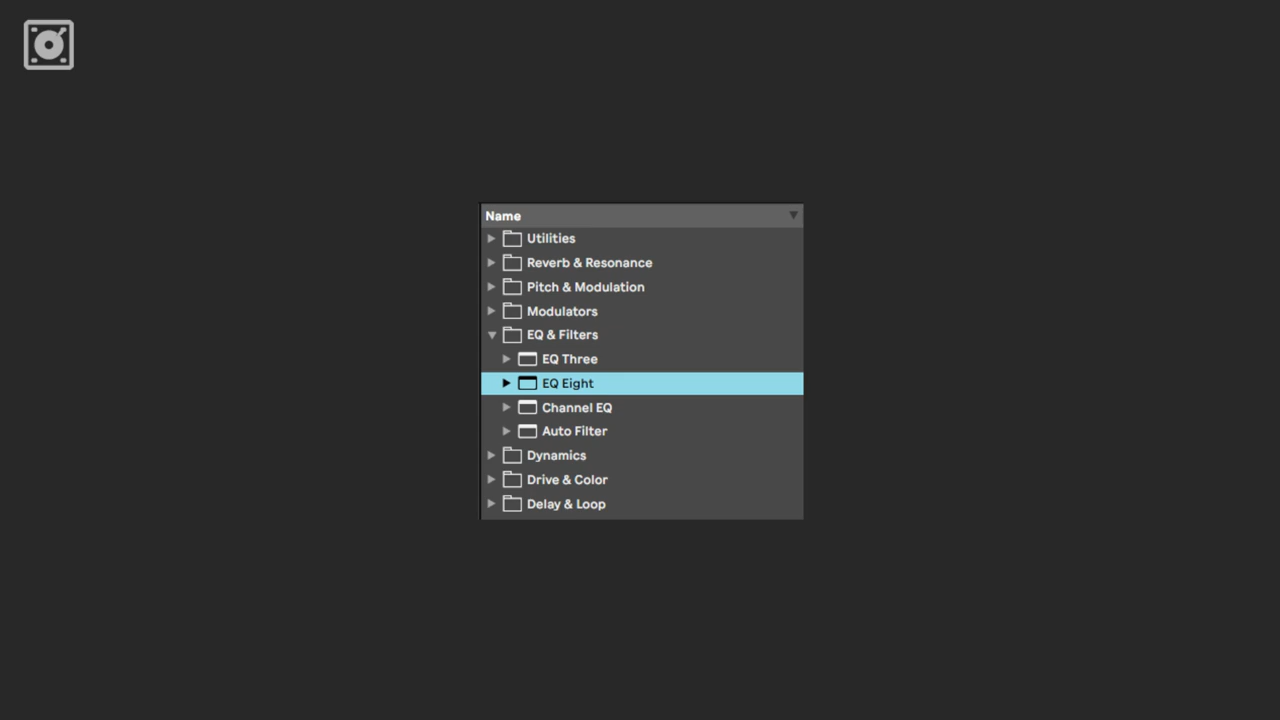 Name
Utilities
Reverb & Resonance
Pitch & Modulation
Modulators
EQ & Filters
EQ Three
EQ Eight
Channel EQ
Auto Filter
Dynamics
Drive & Color
Delay & Loop